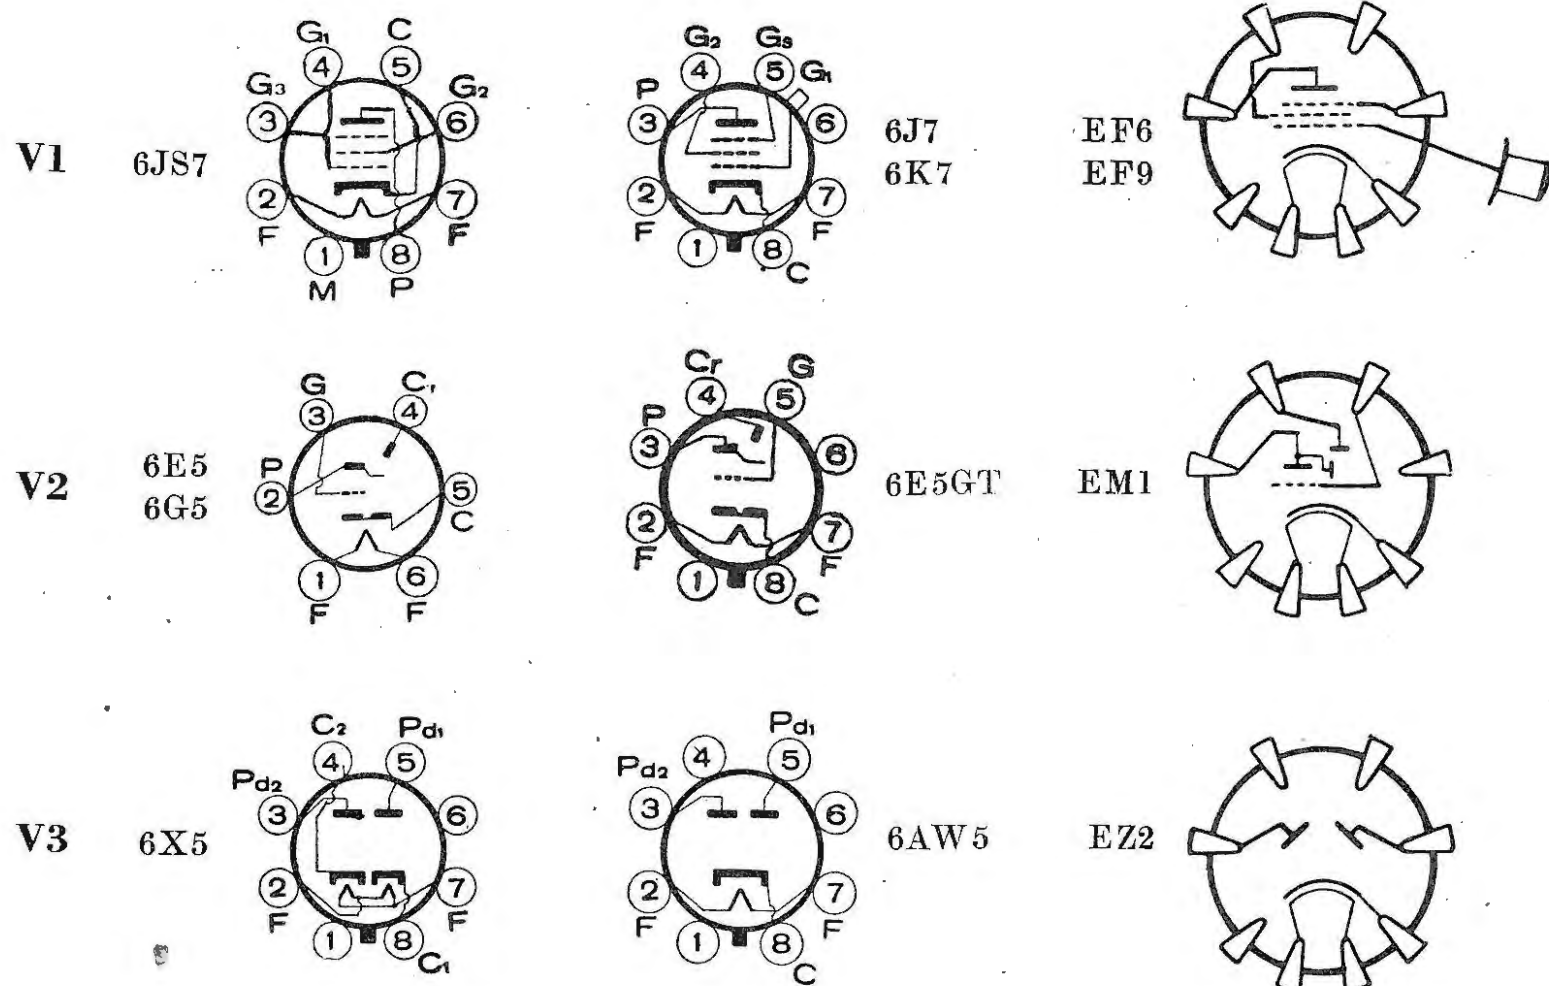 V1
6JS7
G₁ C
4 5
G₃ G₂
3 6
2 7
F F
1 8
M P
G₂ G₃
4 5 G₁
P
3 6
2 7
F F
1 8
C
6J7
6K7
EF6
EF9
V2
6E5
6G5
G Cr
3 4
P
2 5
C
1 6
F F
Cr G
4 5
P
3 6
2 7
F F
1 8
C
6E5GT
EM1
V3
6X5
C₂ Pd₁
4 5
Pd₂
3 6
2 7
F F
1 8
C₁
Pd₁
4 5
Pd₂
3 6
2 7
F F
1 8
C
6AW5
EZ2